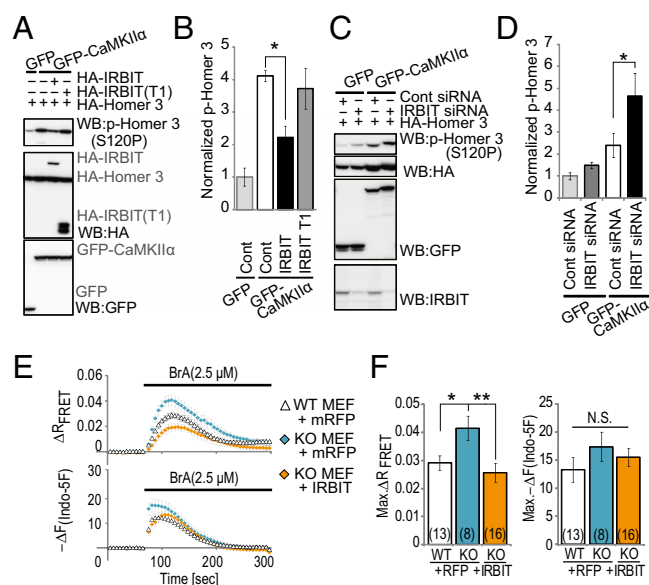 A
GFP
GFP-CaMKIIα
− − + − HA-IRBIT
− − − + HA-IRBIT(T1)
+ + + + HA-Homer 3
WB:p-Homer 3
(S120P)
HA-IRBIT
HA-Homer 3
HA-IRBIT(T1)
WB:HA
GFP-CaMKIIα
GFP
WB:GFP
B
Normalized p-Homer 3
5
4
3
2
1
0
*
Cont
Cont
IRBIT
IRBIT T1
GFP
GFP-
CaMKIIα
C
GFP
GFP-CaMKIIα
+ − + − Cont siRNA
− + − + IRBIT siRNA
+ + + + HA-Homer 3
WB:p-Homer 3
(S120P)
WB:HA
WB:GFP
WB:IRBIT
D
Normalized p-Homer 3
6
5
4
3
2
1
0
*
Cont siRNA
IRBIT siRNA
Cont siRNA
IRBIT siRNA
GFP
GFP-
CaMKIIα
E
BrA(2.5 µM)
ΔRFRET
0.06
0.04
0.02
0
WT MEF
+ mRFP
KO MEF
+ mRFP
KO MEF
+ IRBIT
BrA(2.5 µM)
−ΔF(Indo-5F)
30
20
10
0
0 100 200 300
Time [sec]
F
Max.ΔR FRET
0.05
0.04
0.03
0.02
0.01
0.00
* **
(13) (8) (16)
WT KO KO
+RFP +IRBIT
Max.-ΔF(Indo-5F)
25
20
15
10
5
0
N.S.
(13) (8) (16)
WT KO KO
+RFP +IRBIT